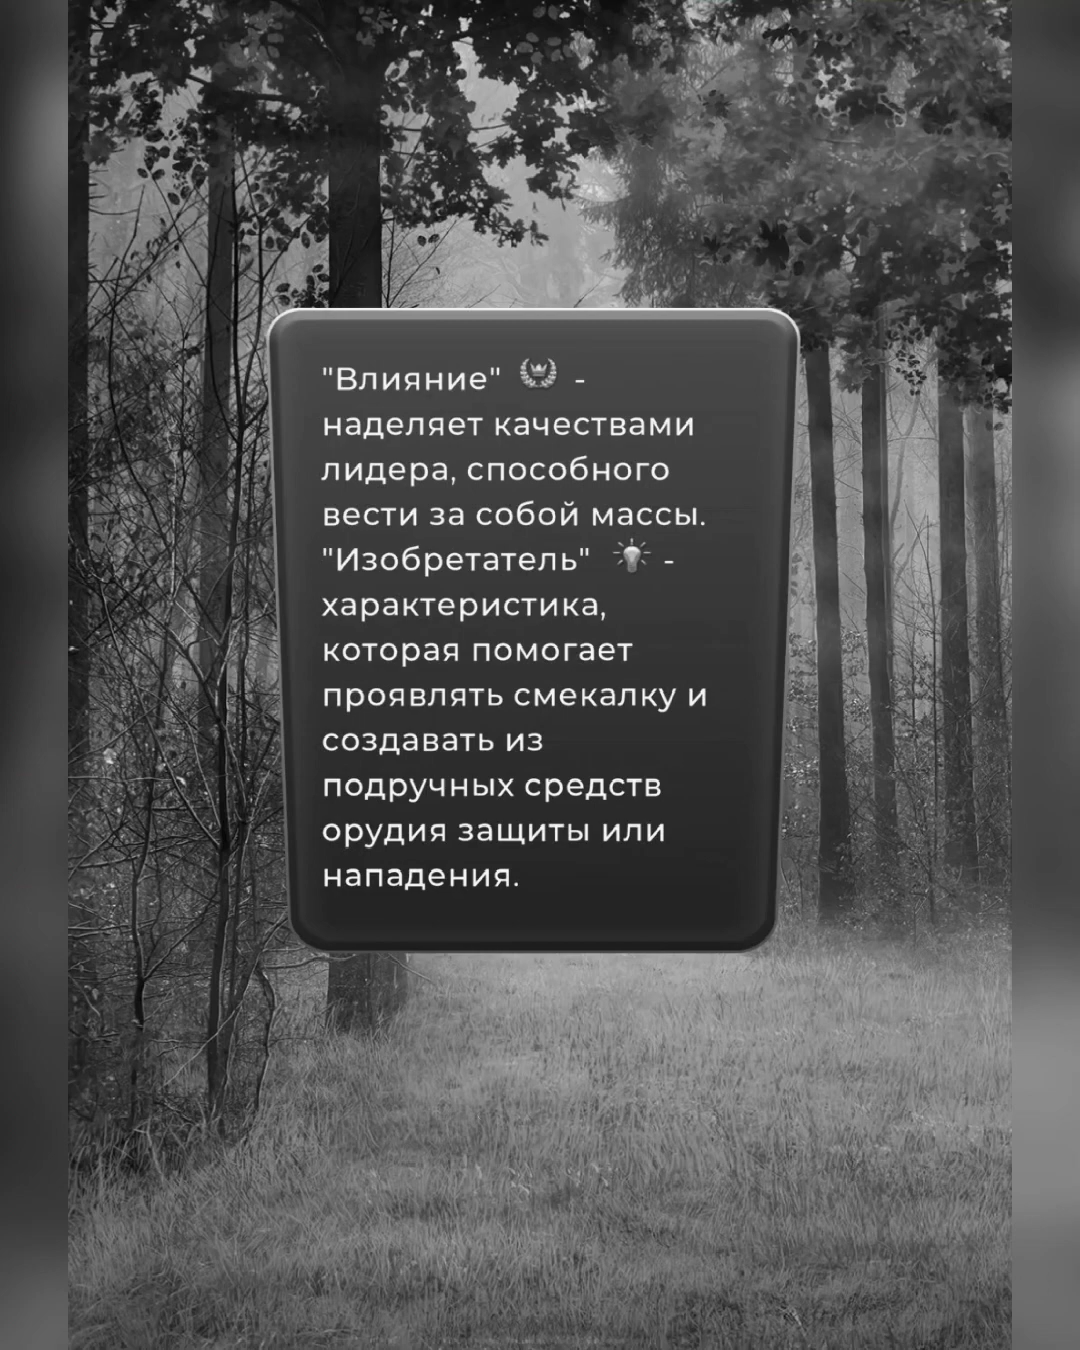 "Влияние" -
наделяет качествами
лидера, способного
вести за собой массы.
"Изобретатель" -
характеристика,
которая помогает
проявлять смекалку и
создавать из
подручных средств
орудия защиты или
нападения.